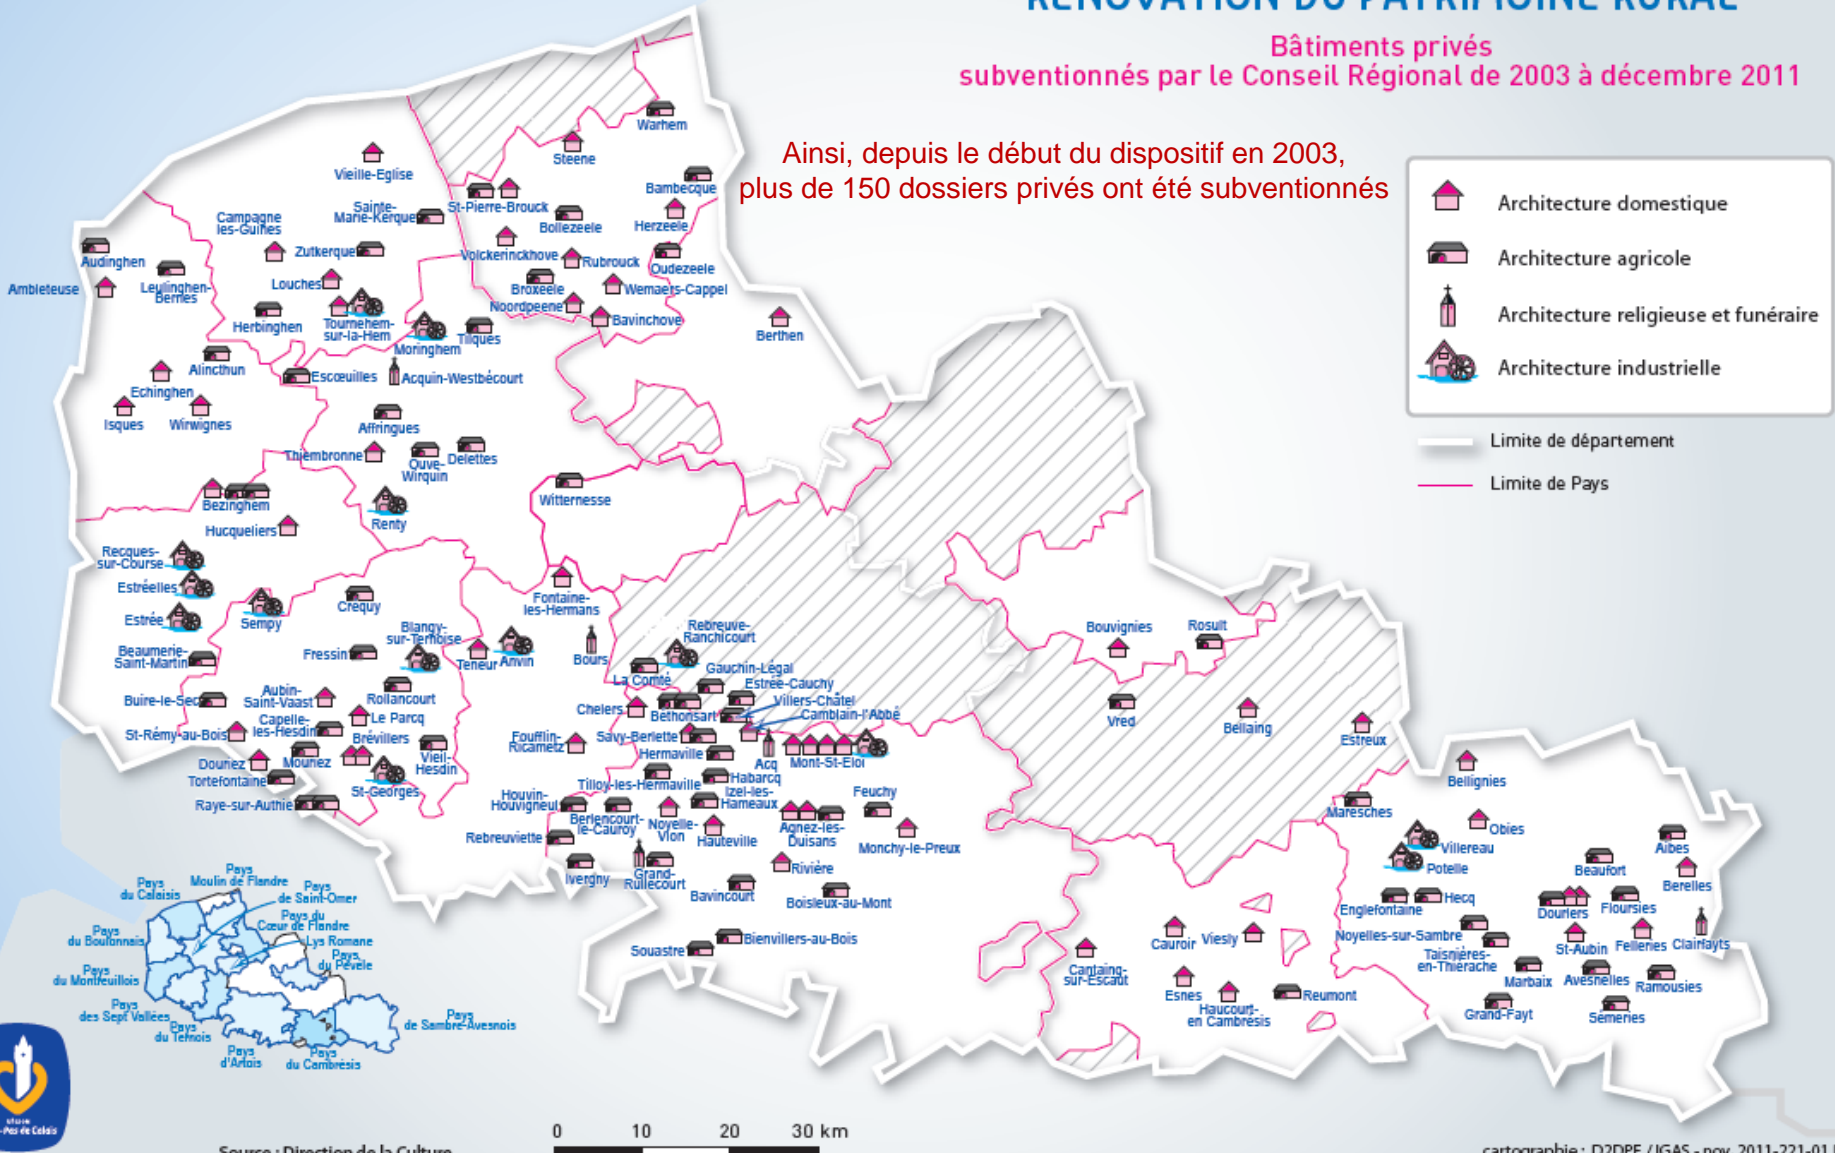 RÉNOVATION DU PATRIMOINE RURAL
Bâtiments privés
subventionnés par le Conseil Régional de 2003 à décembre 2011
Ainsi, depuis le début du dispositif en 2003,
plus de 150 dossiers privés ont été subventionnés
Architecture domestique
Architecture agricole
Architecture religieuse et funéraire
Architecture industrielle
Limite de département
Limite de Pays
Warhem
Steene
Vieille-Eglise
Bambecque
Sainte-
Marie-Kerque
St-Pierre-Brouck
Campagne
les-Guines
Bollezeele
Herzeele
Zutkerque
Volckerinckhove
Rubrouck
Oudezeele
Audinghen
Leulinghen-
Bernes
Ambleteuse
Louches
Broxeele
Wemaers-Cappel
Noordpeene
Herbinghen
Tournehem-
sur-la-Hem
Bavinchove
Berthen
Moringhem
Tilques
Alincthun
Escœuilles
Acquin-Westbécourt
Echinghen
Isques
Wirwignes
Affringues
Thiembronne
Ouve-
Wirquin
Delettes
Bezinghem
Witternesse
Renty
Hucqueliers
Recques-
sur-Course
Estréelles
Estrée
Sempy
Crequy
Fontaine-
les-Hermans
Blangy-
sur-Ternoise
Fressin
Beaumerie-
Saint-Martin
Teneur
Anvin
Bours
Rebreuve-
Ranchicourt
La Comté
Gauchin-Légal
Estrée-Cauchy
Villers-Châtel
Camblain-l'Abbé
Buire-le-Sec
Aubin-
Saint-Vaast
Rollancourt
Le Parcq
Chelers
Béthonsart
St-Rémy-au-Bois
Capelle-
les-Hesdin
Brévillers
Vieil-
Hesdin
Foufflin-
Ricametz
Savy-Berlette
Hermaville
Acq
Mont-St-Eloi
Douriez
Mouriez
Tortefontaine
St-Georges
Raye-sur-Authie
Tilloy-les-Hermaville
Habarcq
Izel-les-
Hameaux
Feuchy
Houvin-
Houvigneul
Berlencourt-
le-Cauroy
Noyelle-
Vion
Hauteville
Agnez-les-
Duisans
Monchy-le-Preux
Rebreuviette
Ivergny
Grand-
Rullecourt
Rivière
Bavincourt
Boisleux-au-Mont
Souastre
Bienvillers-au-Bois
Bouvignies
Rosult
Vred
Bellaing
Estreux
Bellignies
Maresches
Obies
Villereau
Potelle
Aibes
Beaufort
Berelles
Englefontaine
Hecq
Dourlers
Floursies
Noyelles-sur-Sambre
Taisnières-
en-Thiérache
St-Aubin
Felleries
Clairfayts
Marbaix
Avesnelles
Ramousies
Grand-Fayt
Sémeries
Cauroir
Viesly
Cantaing-
sur-Escaut
Esnes
Haucourt-
en Cambrésis
Reumont
Pays
du Calaisis
Pays
Moulin de Flandre
Pays
de Saint-Omer
Pays du
Cœur de Flandre
Lys Romane
Pays
du Pévèle
Pays
du Boulonnais
Pays
du Montreuillois
Pays
des Sept Vallées
Pays
du Ternois
Pays
d'Artois
Pays
du Cambrésis
Pays
de Sambre-Avesnois
0 10 20 30 km
Source : Direction de la Culture
cartographie : D2DPE / IGAS - nov. 2011-221-01